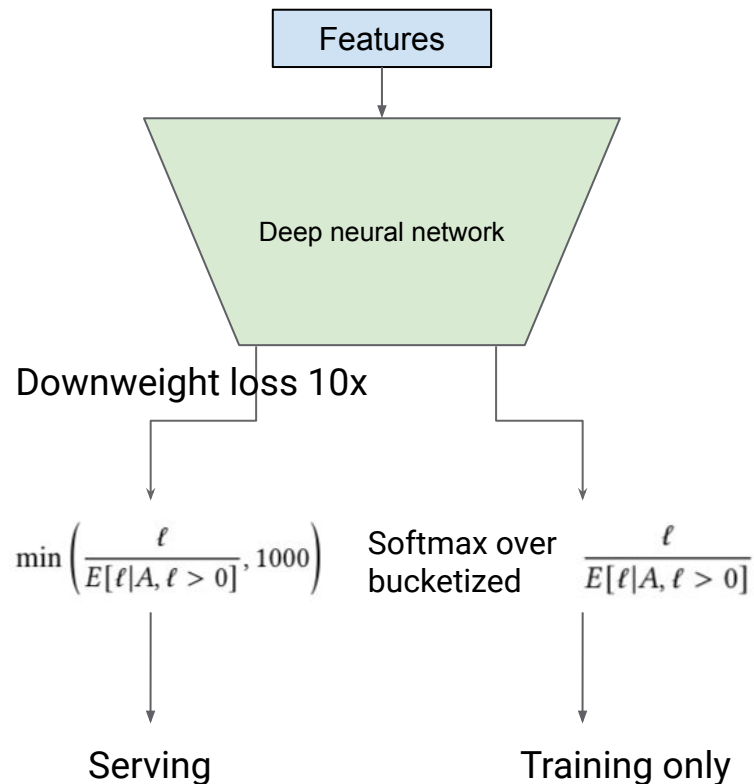 Features
Deep neural network
Downweight loss 10x
min ( ℓ / E[ℓ|A, ℓ > 0] , 1000 )
Softmax over
bucketized
ℓ / E[ℓ|A, ℓ > 0]
Serving
Training only